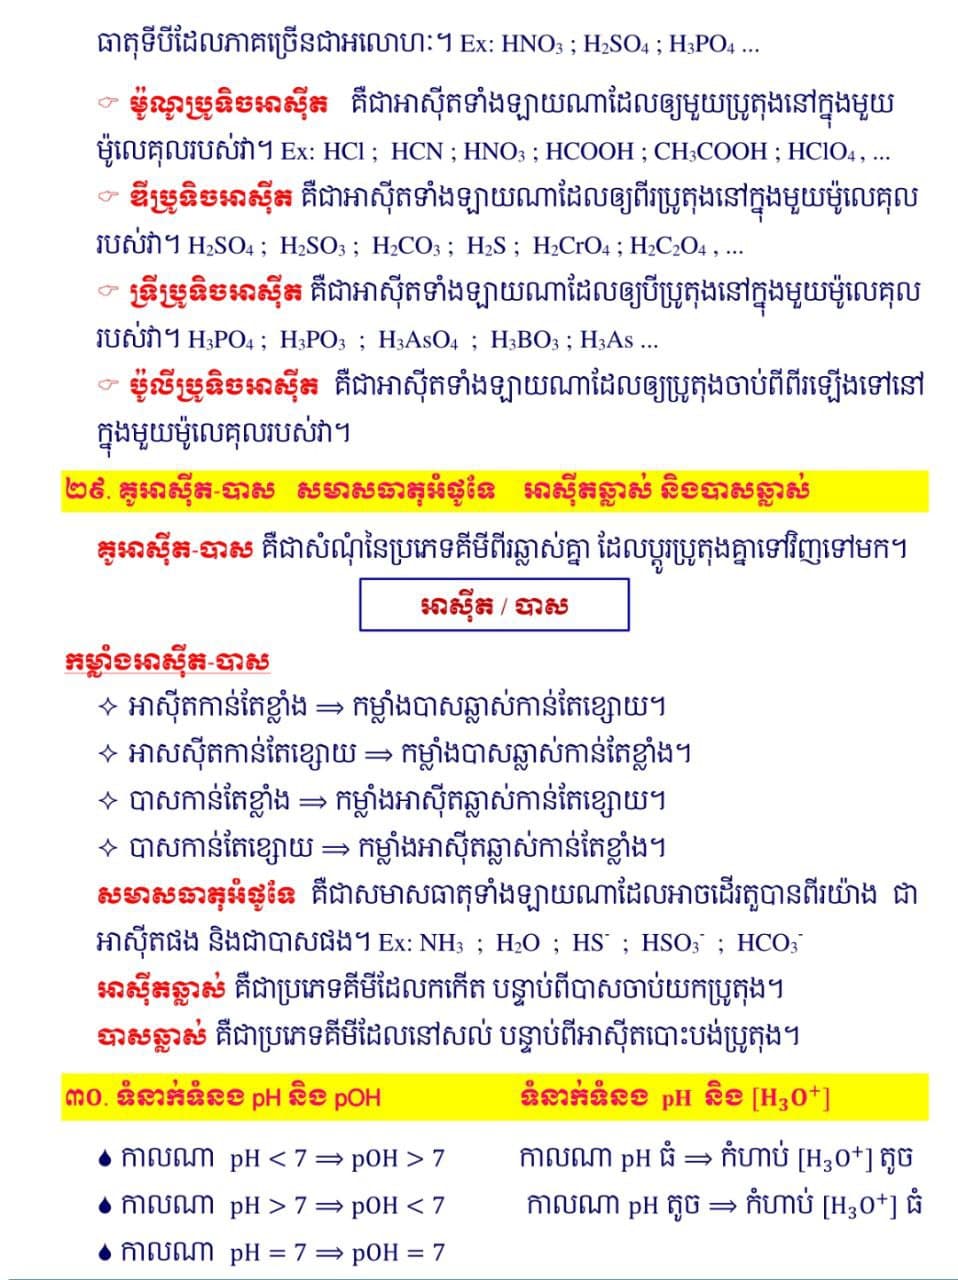 ធាតុទីបីដែលភាគច្រើនជាអលោហៈ។ Ex: HNO₃ ; H₂SO₄ ; H₃PO₄ ...
☞ ម៉ូណូប្រូទិចអាស៊ីត គឺជាអាស៊ីតទាំងឡាយណាដែលឲ្យមួយប្រូតុងនៅក្នុងមួយ
ម៉ូលេគុលរបស់វា។ Ex: HCl ; HCN ; HNO₃ ; HCOOH ; CH₃COOH ; HClO₄ , ...
☞ ឌីប្រូទិចអាស៊ីត គឺជាអាស៊ីតទាំងឡាយណាដែលឲ្យពីរប្រូតុងនៅក្នុងមួយម៉ូលេគុល
របស់វា។ H₂SO₄ ; H₂SO₃ ; H₂CO₃ ; H₂S ; H₂CrO₄ ; H₂C₂O₄ , ...
☞ ទ្រីប្រូទិចអាស៊ីត គឺជាអាស៊ីតទាំងឡាយណាដែលឲ្យបីប្រូតុងនៅក្នុងមួយម៉ូលេគុល
របស់វា។ H₃PO₄ ; H₃PO₃ ; H₃AsO₄ ; H₃BO₃ ; H₃As ...
☞ ប៉ូលីប្រូទិចអាស៊ីត គឺជាអាស៊ីតទាំងឡាយណាដែលឲ្យប្រូតុងចាប់ពីពីរឡើងទៅនៅ
ក្នុងមួយម៉ូលេគុលរបស់វា។
២៩. គូអាស៊ីត-បាស សមាសធាតុអំផូទែ អាស៊ីតឆ្លាស់ និងបាសឆ្លាស់
គូអាស៊ីត-បាស គឺជាសំណុំនៃប្រភេទគីមីពីរឆ្លាស់គ្នា ដែលប្ដូរប្រូតុងគ្នាទៅវិញទៅមក។
អាស៊ីត / បាស
កម្លាំងអាស៊ីត-បាស
✧ អាស៊ីតកាន់តែខ្លាំង ⟹ កម្លាំងបាសឆ្លាស់កាន់តែខ្សោយ។
✧ អាសស៊ីតកាន់តែខ្សោយ ⟹ កម្លាំងបាសឆ្លាស់កាន់តែខ្លាំង។
✧ បាសកាន់តែខ្លាំង ⟹ កម្លាំងអាស៊ីតឆ្លាស់កាន់តែខ្សោយ។
✧ បាសកាន់តែខ្សោយ ⟹ កម្លាំងអាស៊ីតឆ្លាស់កាន់តែខ្លាំង។
សមាសធាតុអំផូទែ គឺជាសមាសធាតុទាំងឡាយណាដែលអាចដើរតួបានពីរយ៉ាង ជា
អាស៊ីតផង និងជាបាសផង។ Ex: NH₃ ; H₂O ; HS⁻ ; HSO₃⁻ ; HCO₃⁻
អាស៊ីតឆ្លាស់ គឺជាប្រភេទគីមីដែលកកើត បន្ទាប់ពីបាសចាប់យកប្រូតុង។
បាសឆ្លាស់ គឺជាប្រភេទគីមីដែលនៅសល់ បន្ទាប់ពីអាស៊ីតបោះបង់ប្រូតុង។
៣០. ទំនាក់ទំនង pH និង pOH ទំនាក់ទំនង pH និង [H₃O⁺]
កាលណា pH < 7 ⟹ pOH > 7 កាលណា pH ធំ ⟹ កំហាប់ [H₃O⁺] តូច
កាលណា pH > 7 ⟹ pOH < 7 កាលណា pH តូច ⟹ កំហាប់ [H₃O⁺] ធំ
កាលណា pH = 7 ⟹ pOH = 7